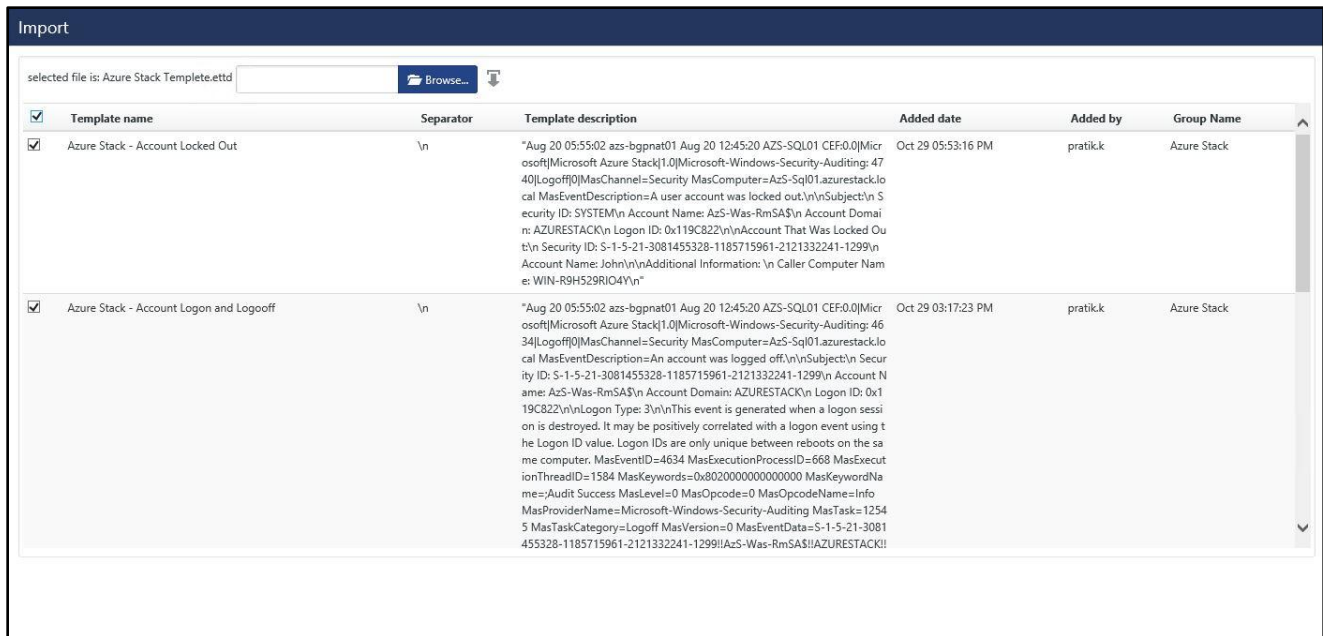 Import
selected file is: Azure Stack Templete.ettd
Browse...
Template name Separator Template description Added date Added by Group Name
Azure Stack - Account Locked Out \n "Aug 20 05:55:02 azs-bgpnat01 Aug 20 12:45:20 AZS-SQL01 CEF:0.0|Micr Oct 29 05:53:16 PM pratik.k Azure Stack
osoft|Microsoft Azure Stack|1.0|Microsoft-Windows-Security-Auditing: 47
40|Logoff|0|MasChannel=Security MasComputer=AzS-Sql01.azurestack.lo
cal MasEventDescription=A user account was locked out.\n\nSubject:\n S
ecurity ID: SYSTEM\n Account Name: AzS-Was-RmSA$\n Account Domai
n: AZURESTACK\n Logon ID: 0x119C822\n\nAccount That Was Locked Ou
t:\n Security ID: S-1-5-21-3081455328-1185715961-2121332241-1299\n
Account Name: John\n\nAdditional Information: \n Caller Computer Nam
e: WIN-R9H529RIO4Y\n"
Azure Stack - Account Logon and Logooff \n "Aug 20 05:55:02 azs-bgpnat01 Aug 20 12:45:20 AZS-SQL01 CEF:0.0|Micr Oct 29 03:17:23 PM pratik.k Azure Stack
osoft|Microsoft Azure Stack|1.0|Microsoft-Windows-Security-Auditing: 46
34|Logoff|0|MasChannel=Security MasComputer=AzS-Sql01.azurestack.lo
cal MasEventDescription=An account was logged off.\n\nSubject:\n Secur
ity ID: S-1-5-21-3081455328-1185715961-2121332241-1299\n Account N
ame: AzS-Was-RmSA$\n Account Domain: AZURESTACK\n Logon ID: 0x1
19C822\n\nLogon Type: 3\n\nThis event is generated when a logon sessi
on is destroyed. It may be positively correlated with a logon event using t
he Logon ID value. Logon IDs are only unique between reboots on the sa
me computer. MasEventID=4634 MasExecutionProcessID=668 MasExecut
ionThreadID=1584 MasKeywords=0x8020000000000000 MasKeywordNa
me=;Audit Success MasLevel=0 MasOpcode=0 MasOpcodeName=Info
MasProviderName=Microsoft-Windows-Security-Auditing MasTask=1254
5 MasTaskCategory=Logoff MasVersion=0 MasEventData=S-1-5-21-3081
455328-1185715961-2121332241-1299!!AzS-Was-RmSA$!!AZURESTACK!!